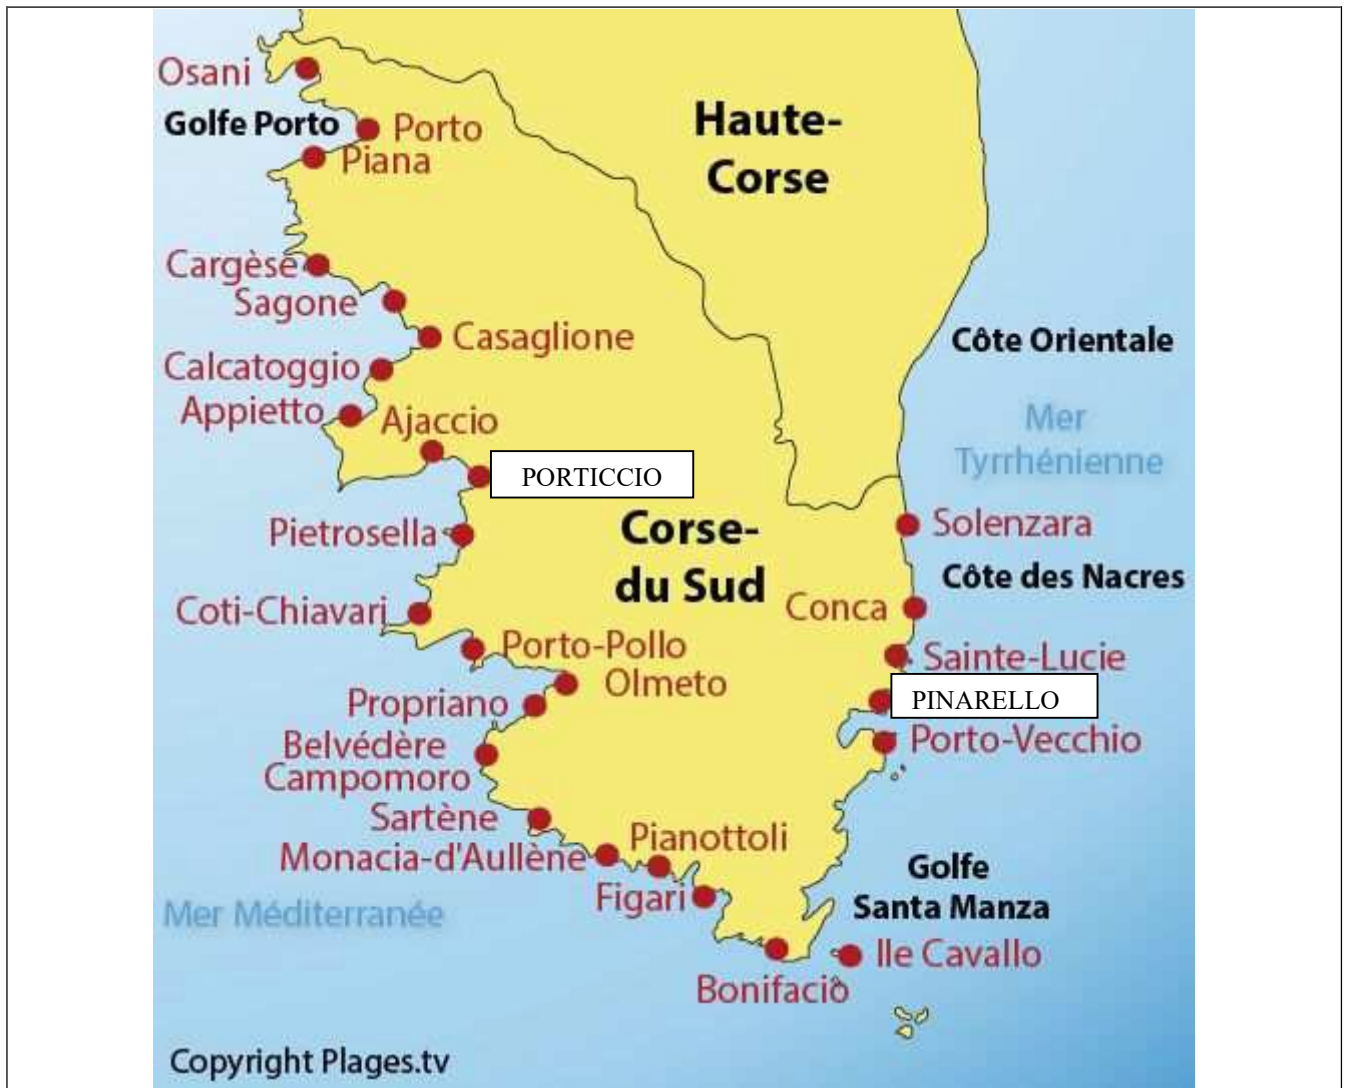 Osani
Golfe Porto
Porto
Piana
Haute-
Corse
Cargèse
Sagone
Casaglione
Côte Orientale
Calcatoggio
Appietto
Ajaccio
Mer
Tyrrhénienne
PORTICCIO
Pietrosella
Corse-
du Sud
Solenzara
Côte des Nacres
Coti-Chiavari
Conca
Porto-Pollo
Sainte-Lucie
Olmeto
Propriano
PINARELLO
Belvédère
Campomoro
Porto-Vecchio
Sartène
Pianottoli
Monacia-d'Aullène
Figari
Golfe
Santa Manza
Mer Méditerranée
Ile Cavallo
Bonifacio
Copyright Plages.tv